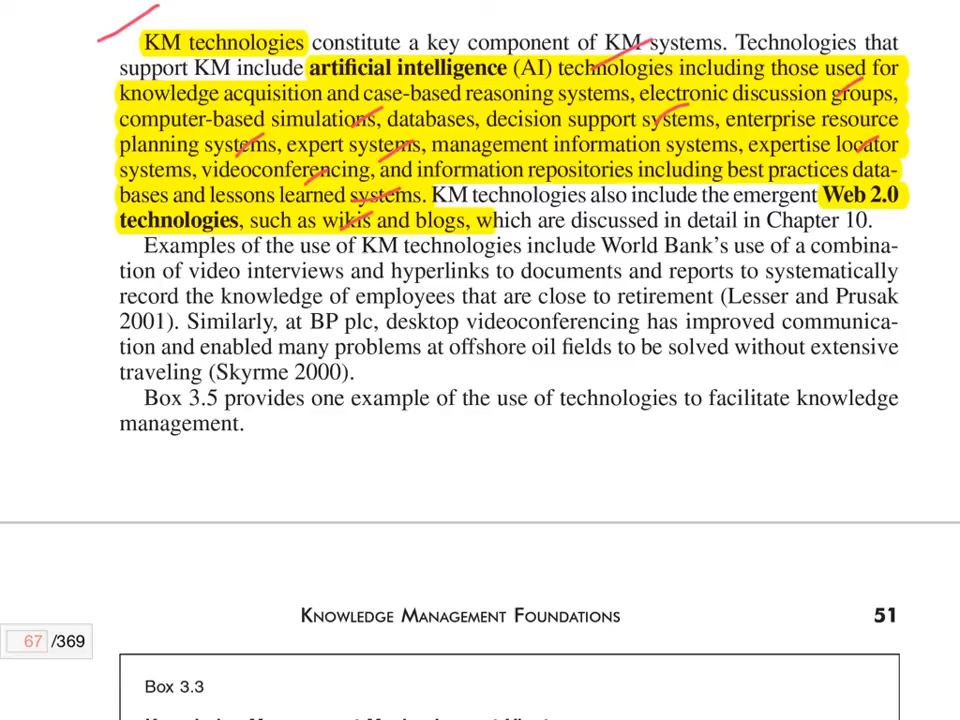 KM technologies constitute a key component of KM systems. Technologies that
support KM include artificial intelligence (AI) technologies including those used for
knowledge acquisition and case-based reasoning systems, electronic discussion groups,
computer-based simulations, databases, decision support systems, enterprise resource
planning systems, expert systems, management information systems, expertise locator
systems, videoconferencing, and information repositories including best practices data-
bases and lessons learned systems. KM technologies also include the emergent Web 2.0
technologies, such as wikis and blogs, which are discussed in detail in Chapter 10.
Examples of the use of KM technologies include World Bank’s use of a combina-
tion of video interviews and hyperlinks to documents and reports to systematically
record the knowledge of employees that are close to retirement (Lesser and Prusak
2001). Similarly, at BP plc, desktop videoconferencing has improved communica-
tion and enabled many problems at offshore oil fields to be solved without extensive
traveling (Skyrme 2000).
Box 3.5 provides one example of the use of technologies to facilitate knowledge
management.
Knowledge Management Foundations 51
67 /369
Box 3.3